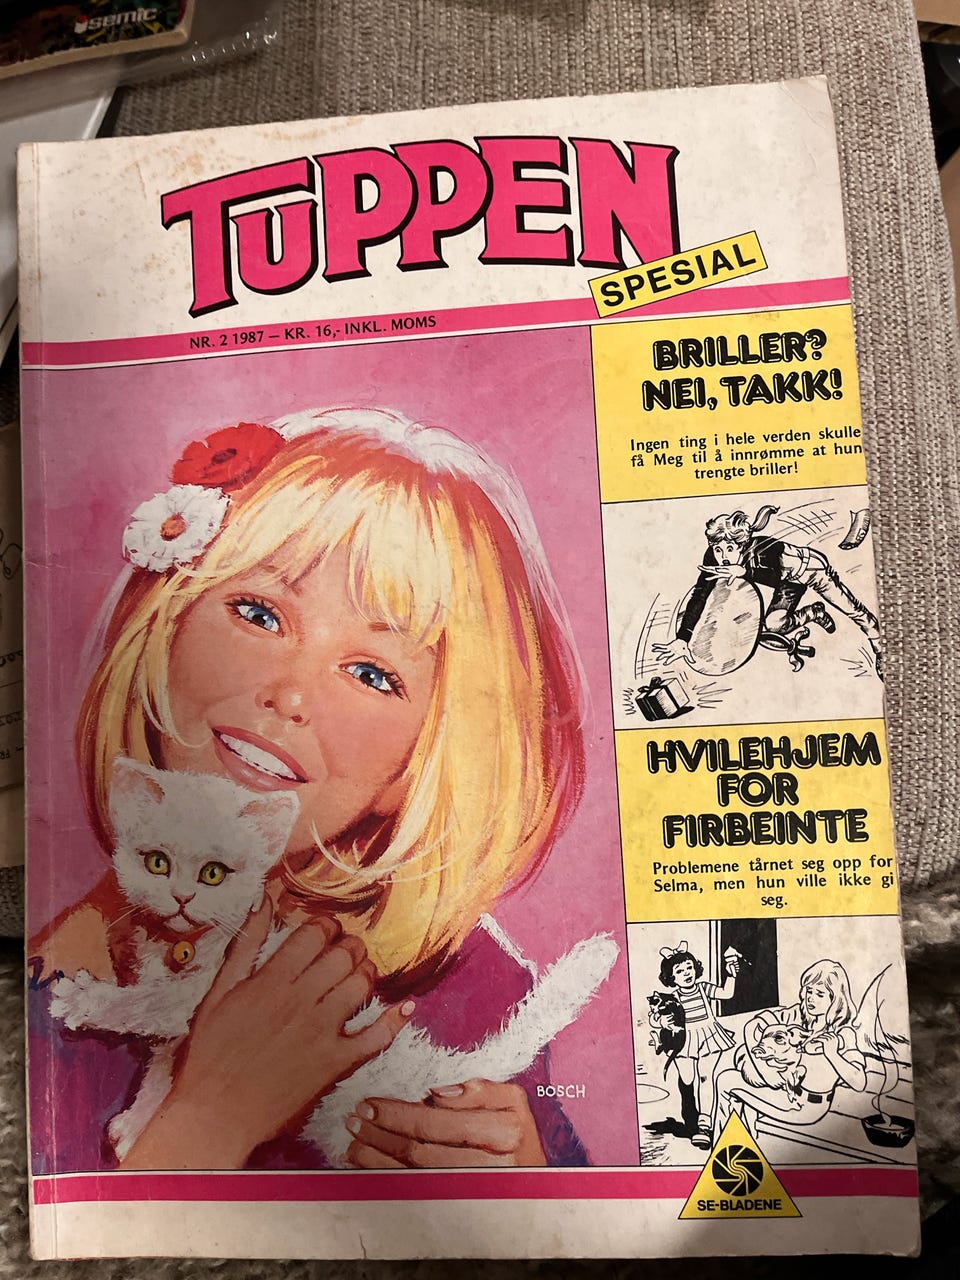 semic
TUPPEN
SPESIAL
NR. 2 1987 — KR. 16,- INKL. MOMS
BRILLER?
NEI, TAKK!
Ingen ting i hele verden skulle
få Meg til å innrømme at hun
trengte briller!
HVILEHJEM
FOR
FIRBEINTE
Problemene tårnet seg opp for
Selma, men hun ville ikke gi
seg.
BOSCH
SE-BLADENE